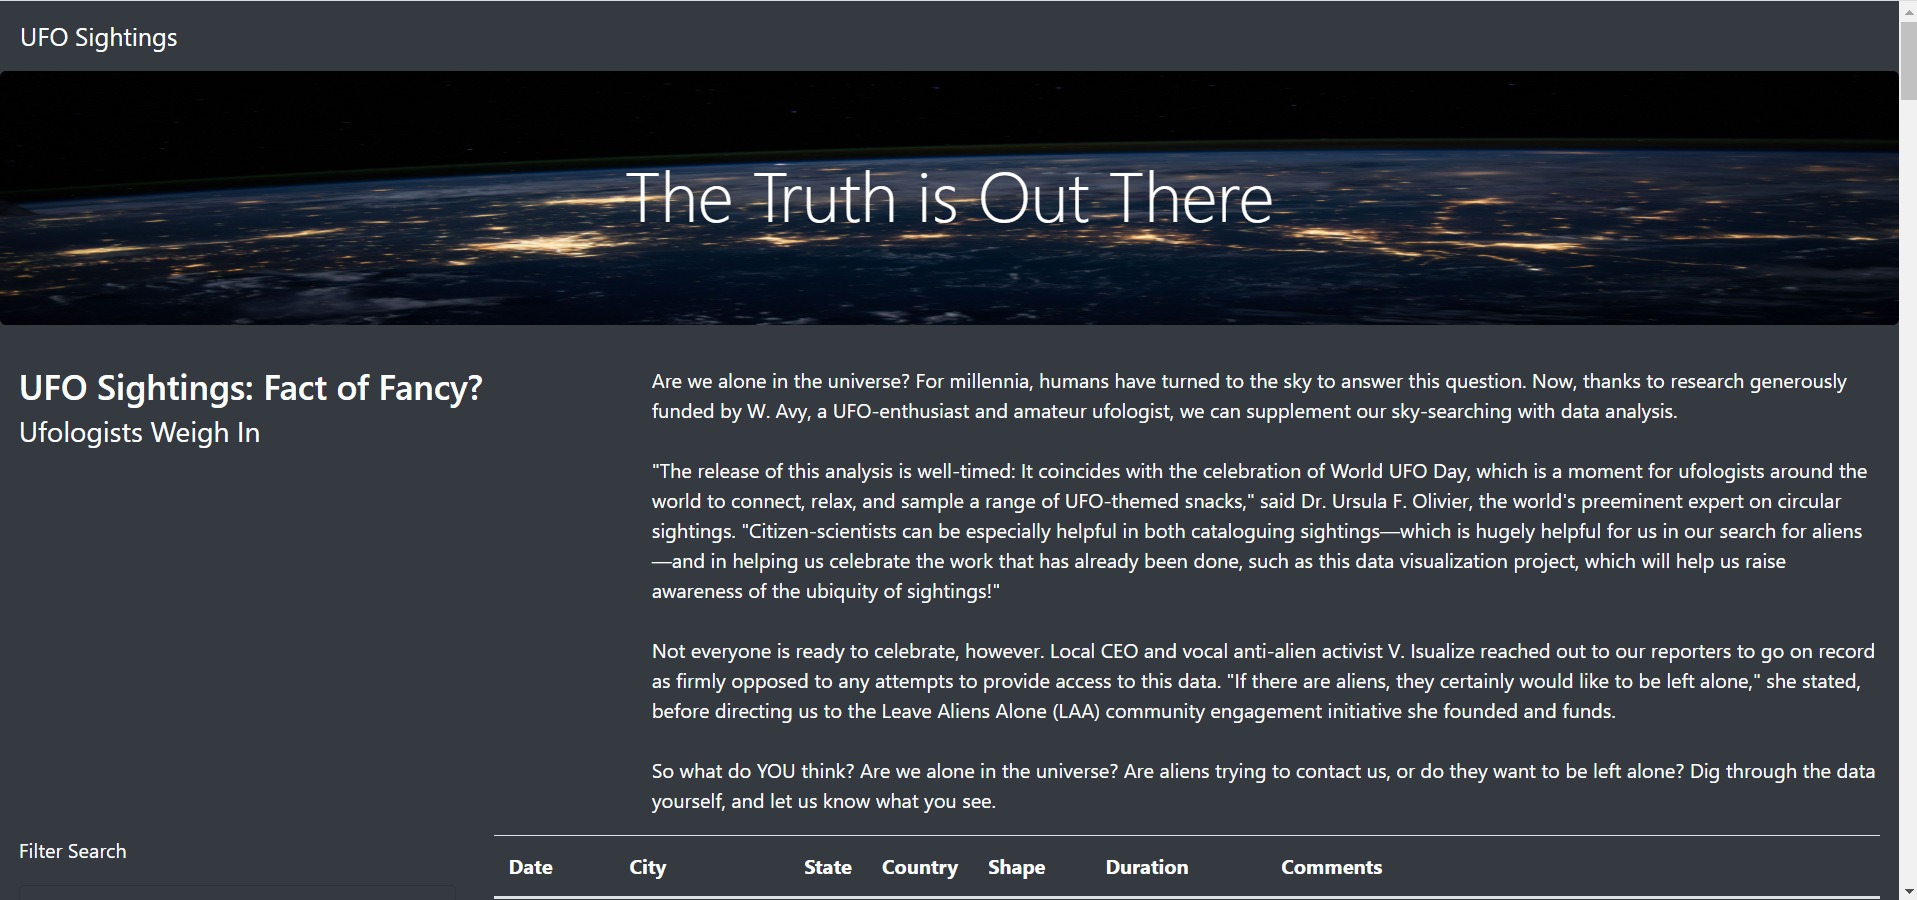 UFO Sightings
The Truth is Out There
UFO Sightings: Fact of Fancy?
Ufologists Weigh In
Are we alone in the universe? For millennia, humans have turned to the sky to answer this question. Now, thanks to research generously
funded by W. Avy, a UFO-enthusiast and amateur ufologist, we can supplement our sky-searching with data analysis.
"The release of this analysis is well-timed: It coincides with the celebration of World UFO Day, which is a moment for ufologists around the
world to connect, relax, and sample a range of UFO-themed snacks," said Dr. Ursula F. Olivier, the world's preeminent expert on circular
sightings. "Citizen-scientists can be especially helpful in both cataloguing sightings—which is hugely helpful for us in our search for aliens
—and in helping us celebrate the work that has already been done, such as this data visualization project, which will help us raise
awareness of the ubiquity of sightings!"
Not everyone is ready to celebrate, however. Local CEO and vocal anti-alien activist V. Isualize reached out to our reporters to go on record
as firmly opposed to any attempts to provide access to this data. "If there are aliens, they certainly would like to be left alone," she stated,
before directing us to the Leave Aliens Alone (LAA) community engagement initiative she founded and funds.
So what do YOU think? Are we alone in the universe? Are aliens trying to contact us, or do they want to be left alone? Dig through the data
yourself, and let us know what you see.
Filter Search
Date City State Country Shape Duration Comments